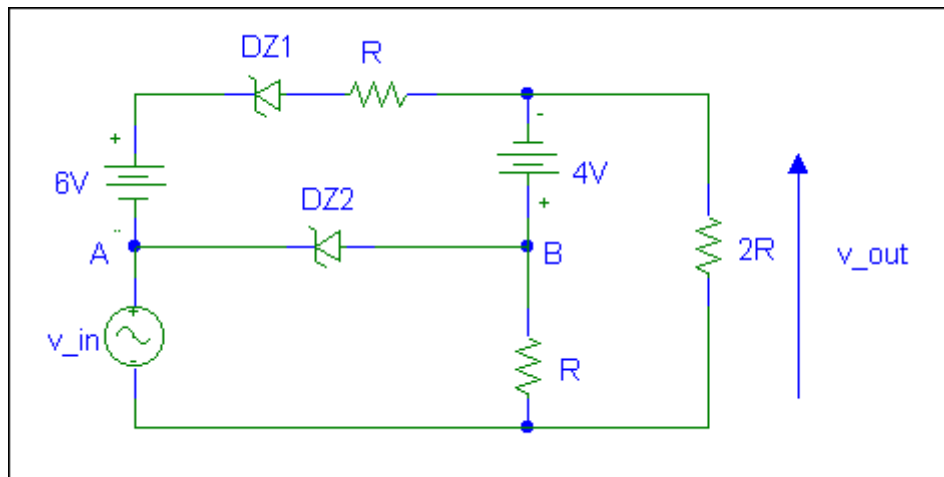 DZ1
R
+
-
6V
4V
DZ2
+
-
A
B
2R
v_out
+
v_in
-
R